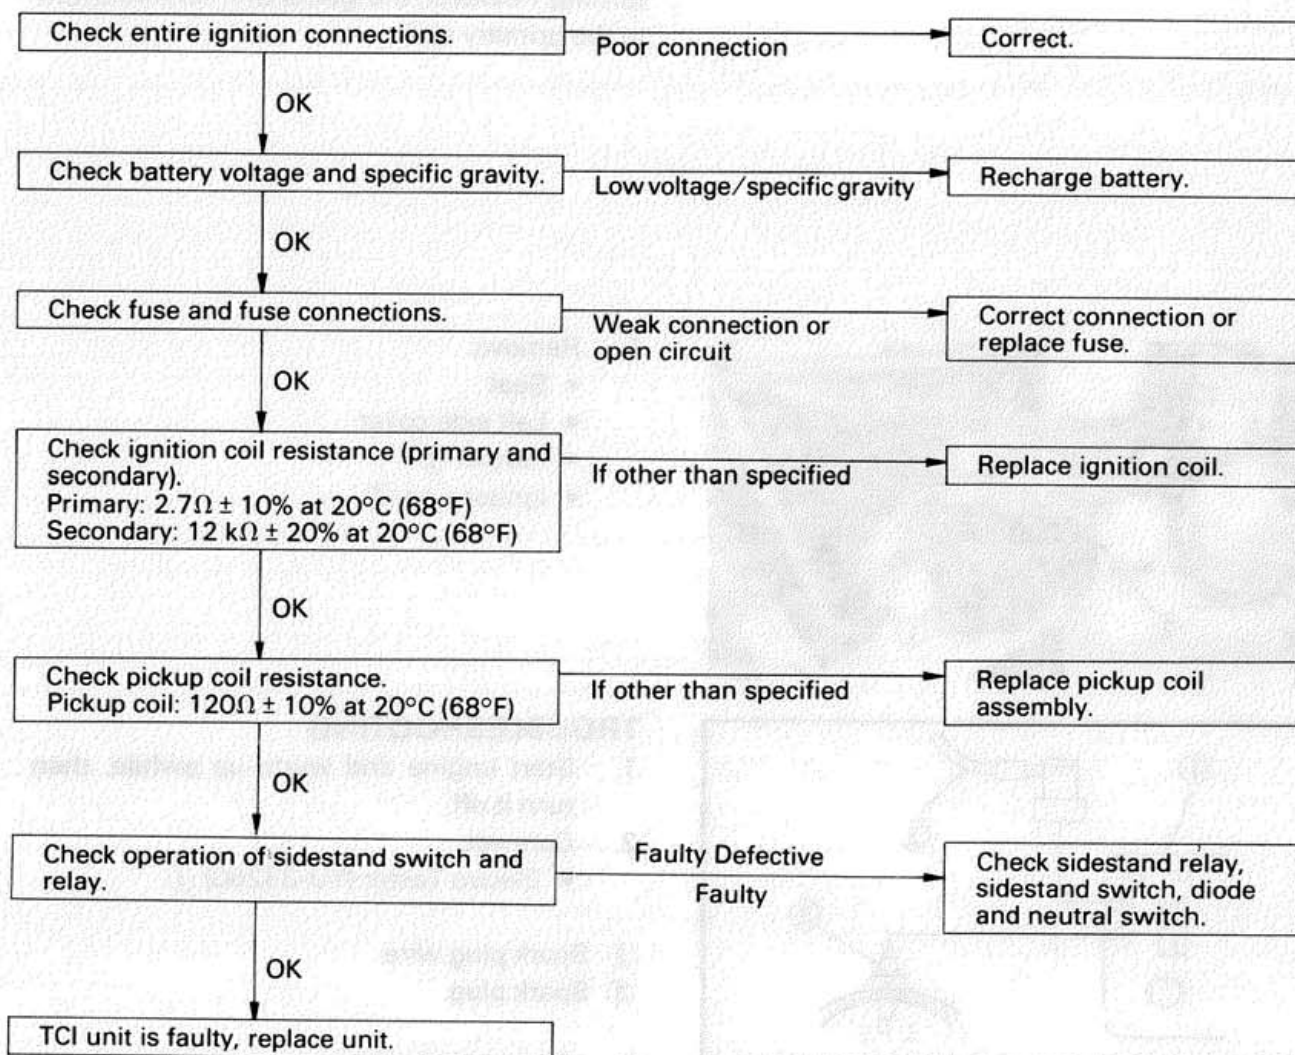 Check entire ignition connections.
Poor connection
Correct.
OK
Check battery voltage and specific gravity.
Low voltage/specific gravity
Recharge battery.
OK
Check fuse and fuse connections.
Weak connection or
open circuit
Correct connection or
replace fuse.
OK
Check ignition coil resistance (primary and
secondary).
Primary: 2.7Ω ± 10% at 20°C (68°F)
Secondary: 12 kΩ ± 20% at 20°C (68°F)
If other than specified
Replace ignition coil.
OK
Check pickup coil resistance.
Pickup coil: 120Ω ± 10% at 20°C (68°F)
If other than specified
Replace pickup coil
assembly.
OK
Check operation of sidestand switch and
relay.
Faulty Defective
Faulty
Check sidestand relay,
sidestand switch, diode
and neutral switch.
OK
TCI unit is faulty, replace unit.